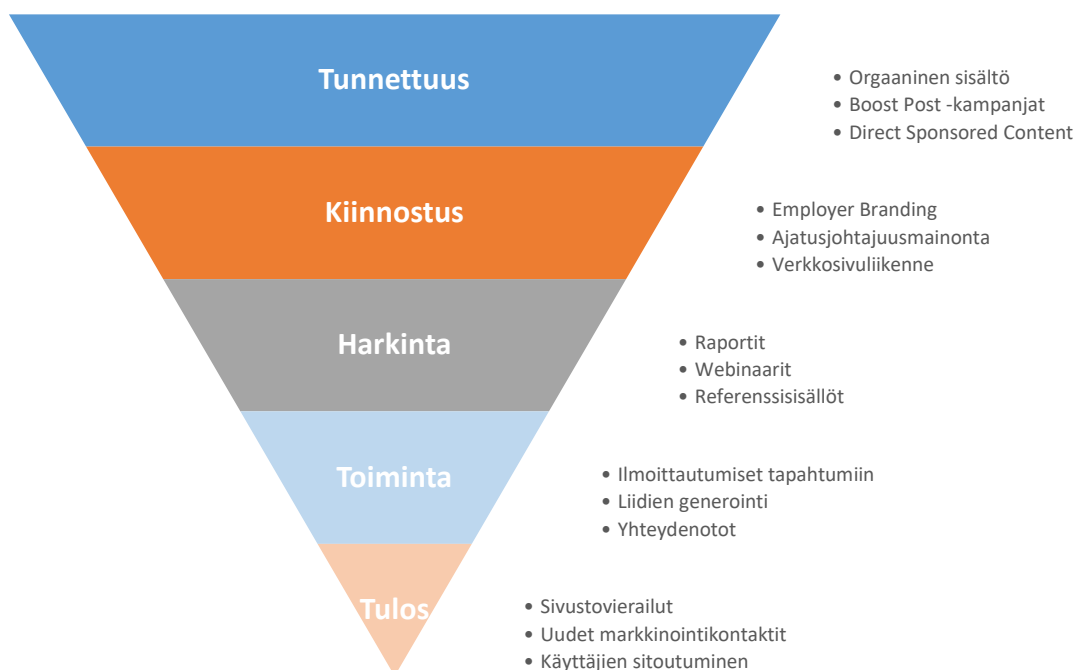 Tunnettuus
• Orgaaninen sisältö
• Boost Post -kampanjat
• Direct Sponsored Content
Kiinnostus
• Employer Branding
• Ajatusjohtajuusmainonta
• Verkkosivuliikenne
Harkinta
• Raportit
• Webinaarit
• Referenssisisällöt
Toiminta
• Ilmoittautumiset tapahtumiin
• Liidien generointi
• Yhteydenotot
Tulos
• Sivustovierailut
• Uudet markkinointikontaktit
• Käyttäjien sitoutuminen